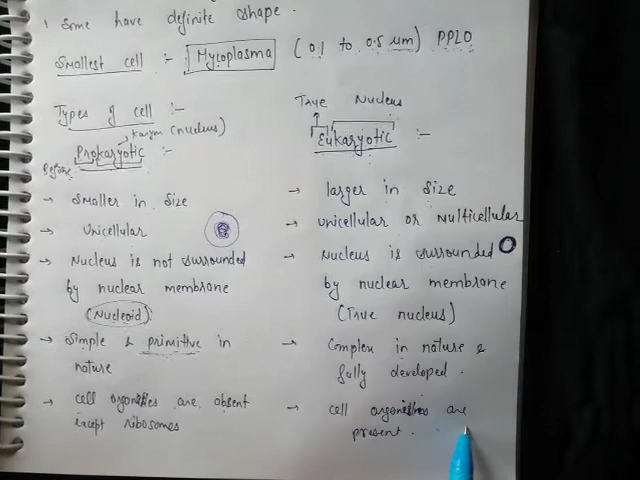 Some have definite shape.
Smallest cell :- Mycoplasma (0.1 to 0.5 um) PPLO
Types of cell :-
True Nucleus
Karyon (nucleus)
Prokaryotic :-
Eukaryotic :-
Before
→ Smaller in size
→ larger in size
→ Unicellular
→ Unicellular or Multicellular
→ Nucleus is not surrounded
by nuclear membrane
(Nucleoid)
→ Nucleus is surrounded
by nuclear membrane
(True nucleus)
→ Simple & primitive in
nature
→ Complex in nature &
fully developed.
→ cell organelles are absent
except ribosomes
→ cell organelles are
present.